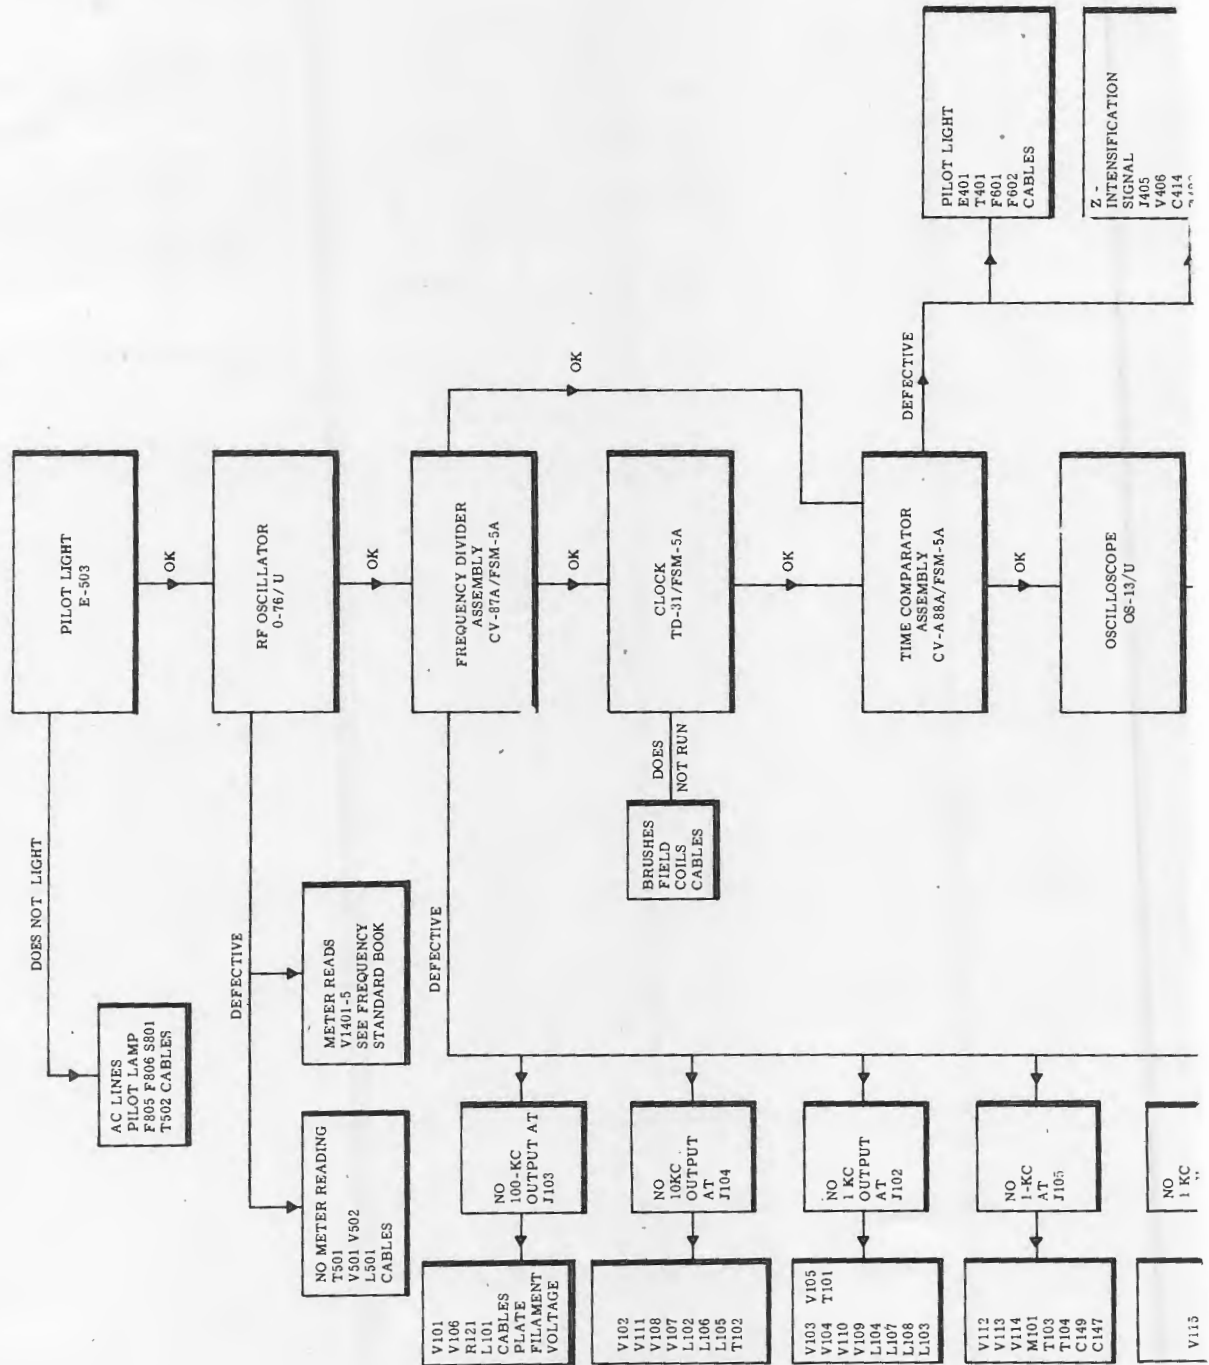 PILOT LIGHT
E-503
OK
DOES NOT LIGHT
AC LINES
PILOT LAMP
F805 F806 S801
T502 CABLES
RF OSCILLATOR
0-76/U
OK
DEFECTIVE
METER READS
V1401-5
SEE FREQUENCY
STANDARD BOOK
NO METER READING
T501
V501 V502
L501
CABLES
FREQUENCY DIVIDER
ASSEMBLY
CV-87A/FSM-5A
OK
OK
DEFECTIVE
NO
100-KC
OUTPUT AT
J103
V101
V106
R121
L101
CABLES
PLATE
FILAMENT
VOLTAGE
NO
10KC
OUTPUT
AT
J104
V102
V111
V108
V107
L102
L106
L105
T102
NO
1 KC
OUTPUT
AT
J102
V103 V105
V104 T101
V110
V109
L104
L107
L108
L103
NO
1-KC
AT
J105
V112
V113
V114
M101
T103
T104
C149
C147
NO
1 KC
V115
CLOCK
TD-31/FSM-5A
OK
DOES
NOT RUN
BRUSHES
FIELD
COILS
CABLES
TIME COMPARATOR
ASSEMBLY
CV-A88A/FSM-5A
OK
DEFECTIVE
PILOT LIGHT
E401
T401
F601
F602
CABLES
Z -
INTENSIFICATION
SIGNAL
J405
V406
C414
OSCILLOSCOPE
OS-13/U